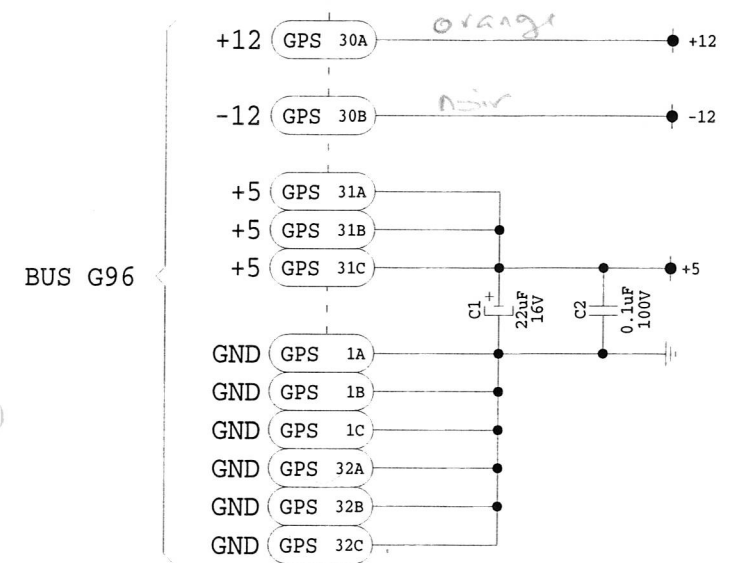 orange
+12 GPS 30A +12
noir
-12 GPS 30B -12
+5 GPS 31A
+5 GPS 31B
+5 GPS 31C +5
BUS G96
C1 + 22uF 16V
C2 0.1uF 100V
GND GPS 1A
GND GPS 1B
GND GPS 1C
GND GPS 32A
GND GPS 32B
GND GPS 32C